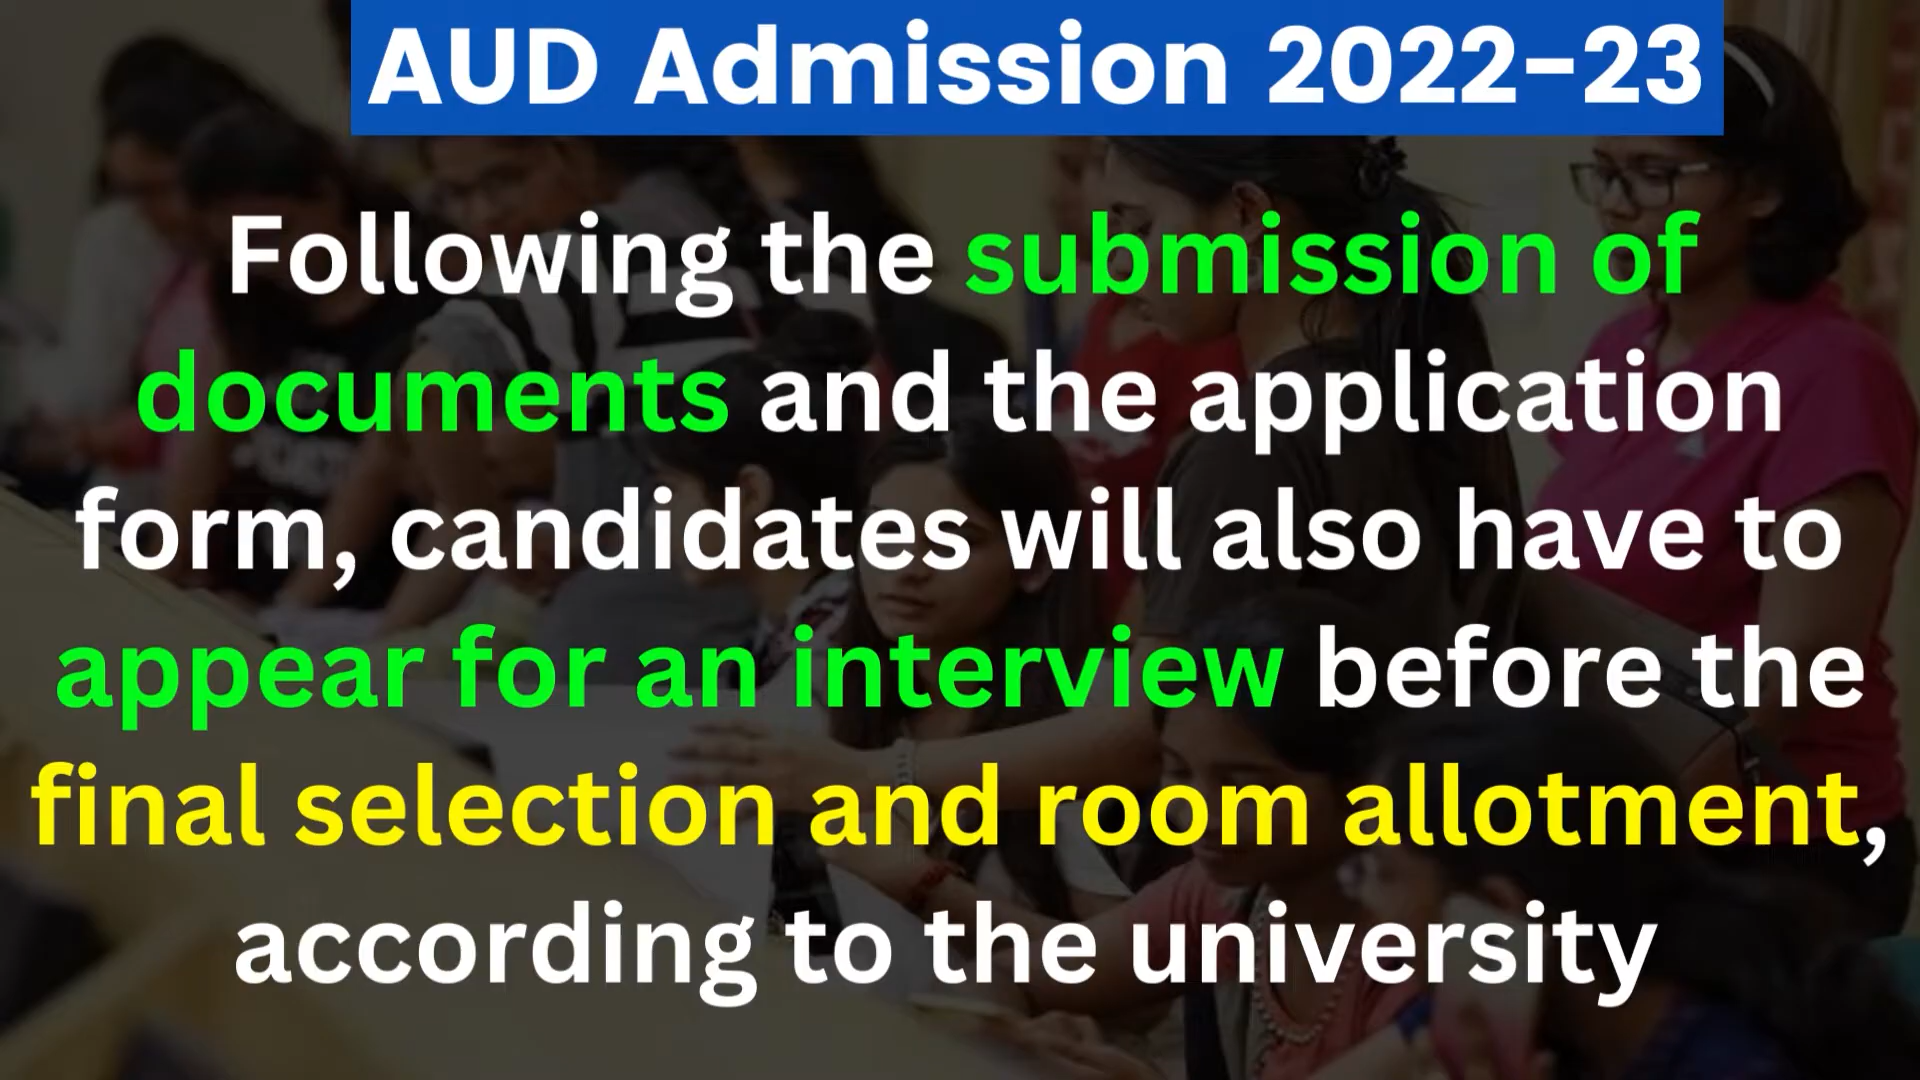 AUD Admission 2022-23
Following the submission of
documents and the application
form, candidates will also have to
appear for an interview before the
final selection and room allotment,
according to the university